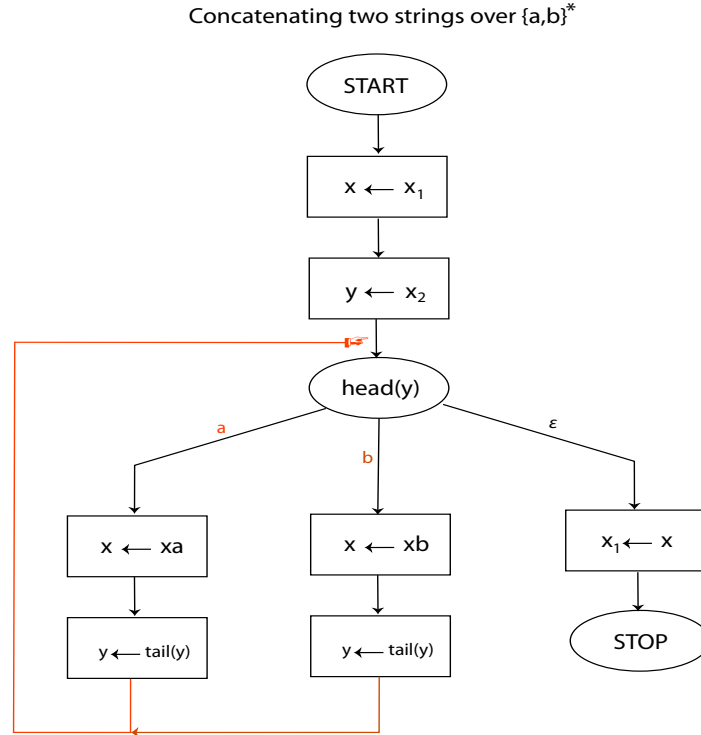 Concatenating two strings over {a,b}*
START
x ← x₁
y ← x₂
head(y)
a
b
ε
x ← xa
x ← xb
x₁ ← x
y ← tail(y)
y ← tail(y)
STOP